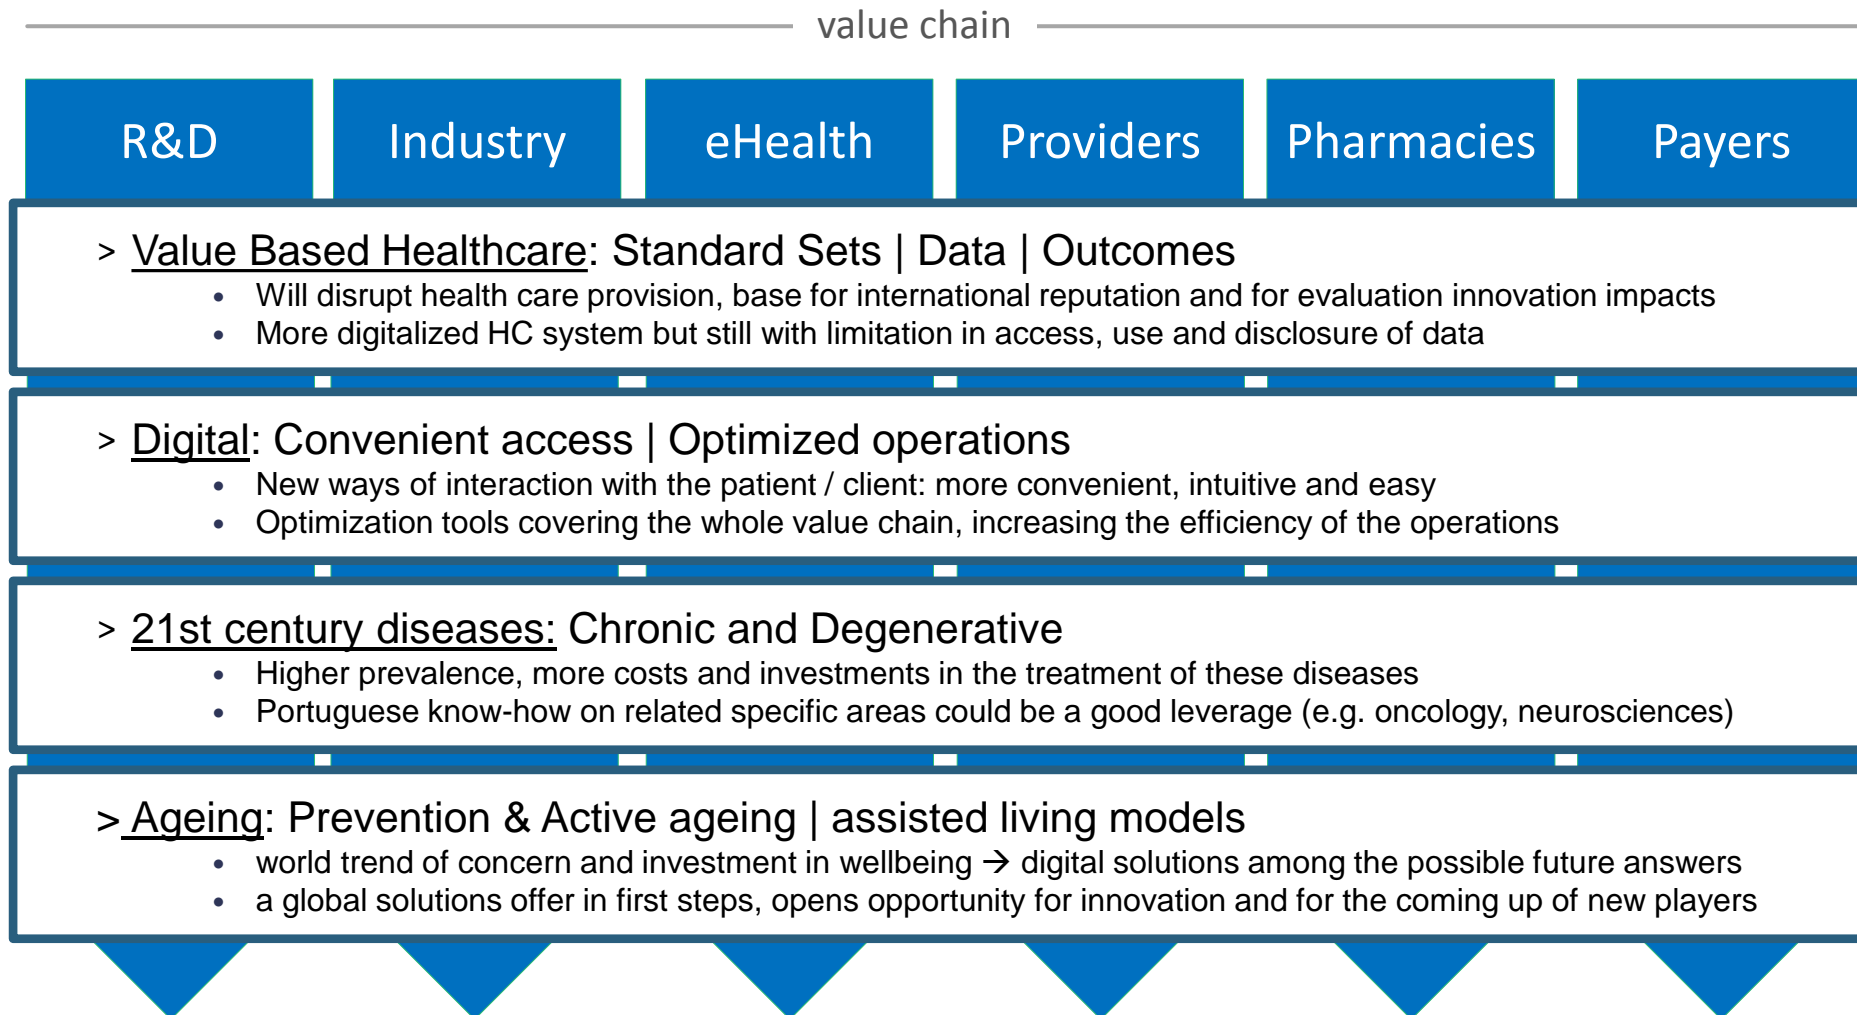 value chain
R&D
Industry
eHealth
Providers
Pharmacies
Payers
> Value Based Healthcare: Standard Sets | Data | Outcomes
• Will disrupt health care provision, base for international reputation and for evaluation innovation impacts
• More digitalized HC system but still with limitation in access, use and disclosure of data
> Digital: Convenient access | Optimized operations
• New ways of interaction with the patient / client: more convenient, intuitive and easy
• Optimization tools covering the whole value chain, increasing the efficiency of the operations
> 21st century diseases: Chronic and Degenerative
• Higher prevalence, more costs and investments in the treatment of these diseases
• Portuguese know-how on related specific areas could be a good leverage (e.g. oncology, neurosciences)
> Ageing: Prevention & Active ageing | assisted living models
• world trend of concern and investment in wellbeing → digital solutions among the possible future answers
• a global solutions offer in first steps, opens opportunity for innovation and for the coming up of new players